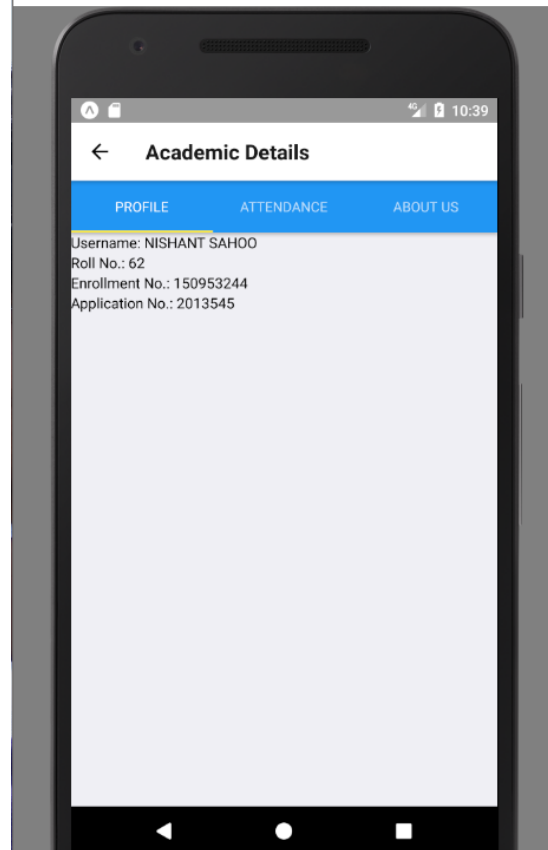 4G 10:39
Academic Details
PROFILE ATTENDANCE ABOUT US
Username: NISHANT SAHOO
Roll No.: 62
Enrollment No.: 150953244
Application No.: 2013545